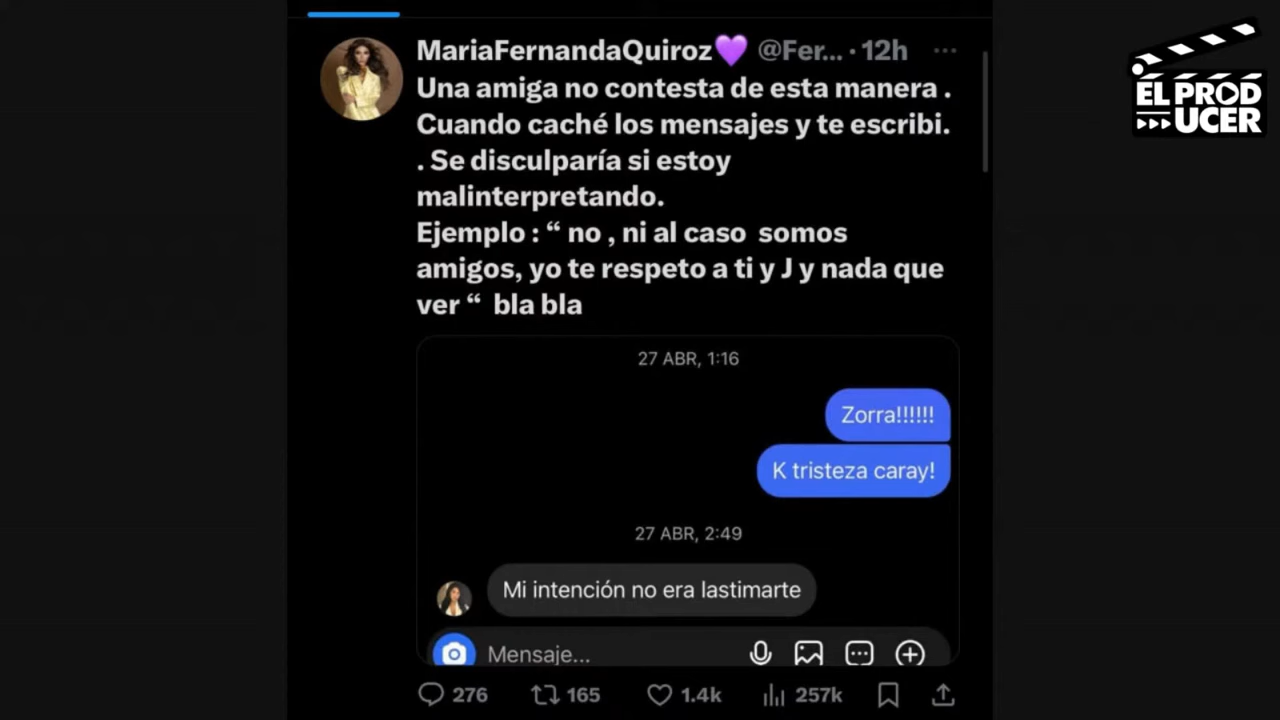 MariaFernandaQuiroz💜 @Fer... · 12h
Una amiga no contesta de esta manera .
Cuando caché los mensajes y te escribi.
. Se disculparía si estoy
malinterpretando.
Ejemplo : “ no , ni al caso somos
amigos, yo te respeto a ti y J y nada que
ver “ bla bla
27 ABR, 1:16
Zorra!!!!!!
K tristeza caray!
27 ABR, 2:49
Mi intención no era lastimarte
Mensaje...
276 165 1.4k 257k
EL PROD
UCER